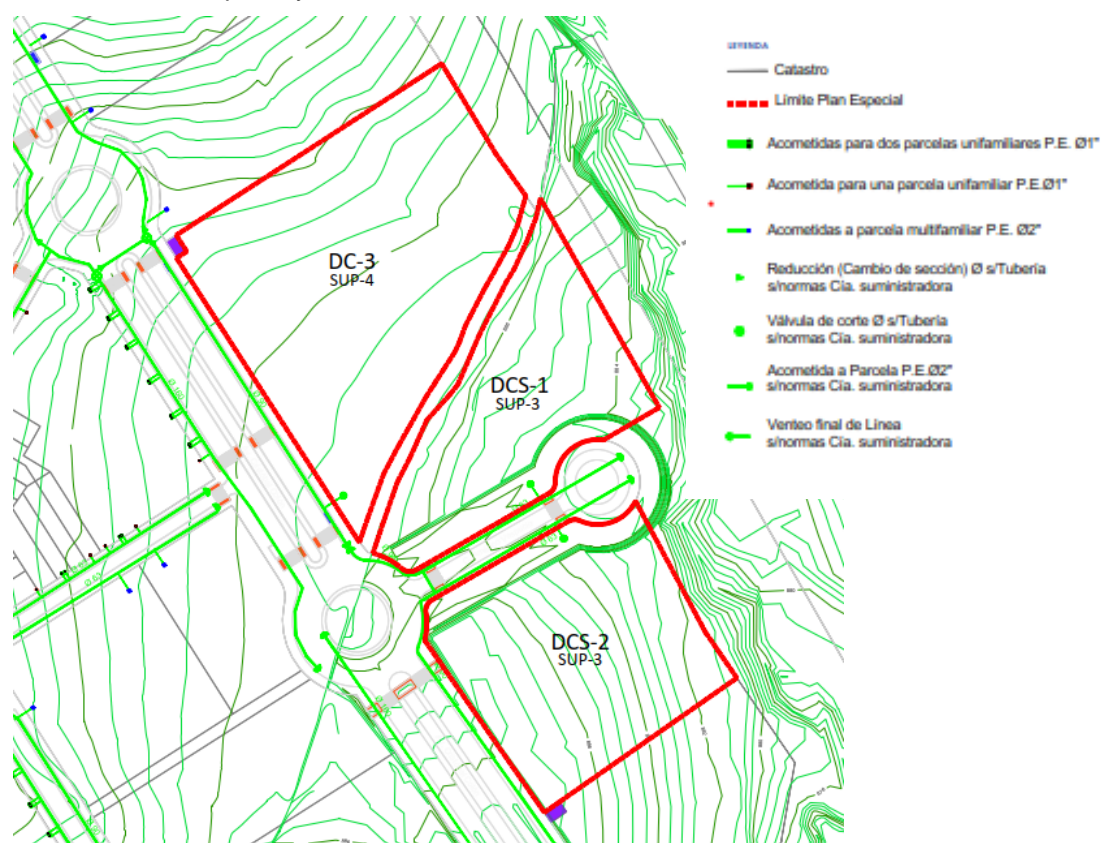 LEYENDA
Catastro
Límite Plan Especial
Acometidas para dos parcelas unifamiliares P.E. Ø1"
Acometida para una parcela unifamiliar P.E.Ø1"
Acometidas a parcela multifamiliar P.E. Ø2"
Reducción (Cambio de sección) Ø s/Tubería
s/normas Cía. suministradora
Válvula de corte Ø s/Tubería
s/normas Cía. suministradora
Acometida a Parcela P.E.Ø2"
s/normas Cía. suministradora
Venteo final de Línea
s/normas Cía. suministradora
DC-3
SUP-4
DCS-1
SUP-3
DCS-2
SUP-3